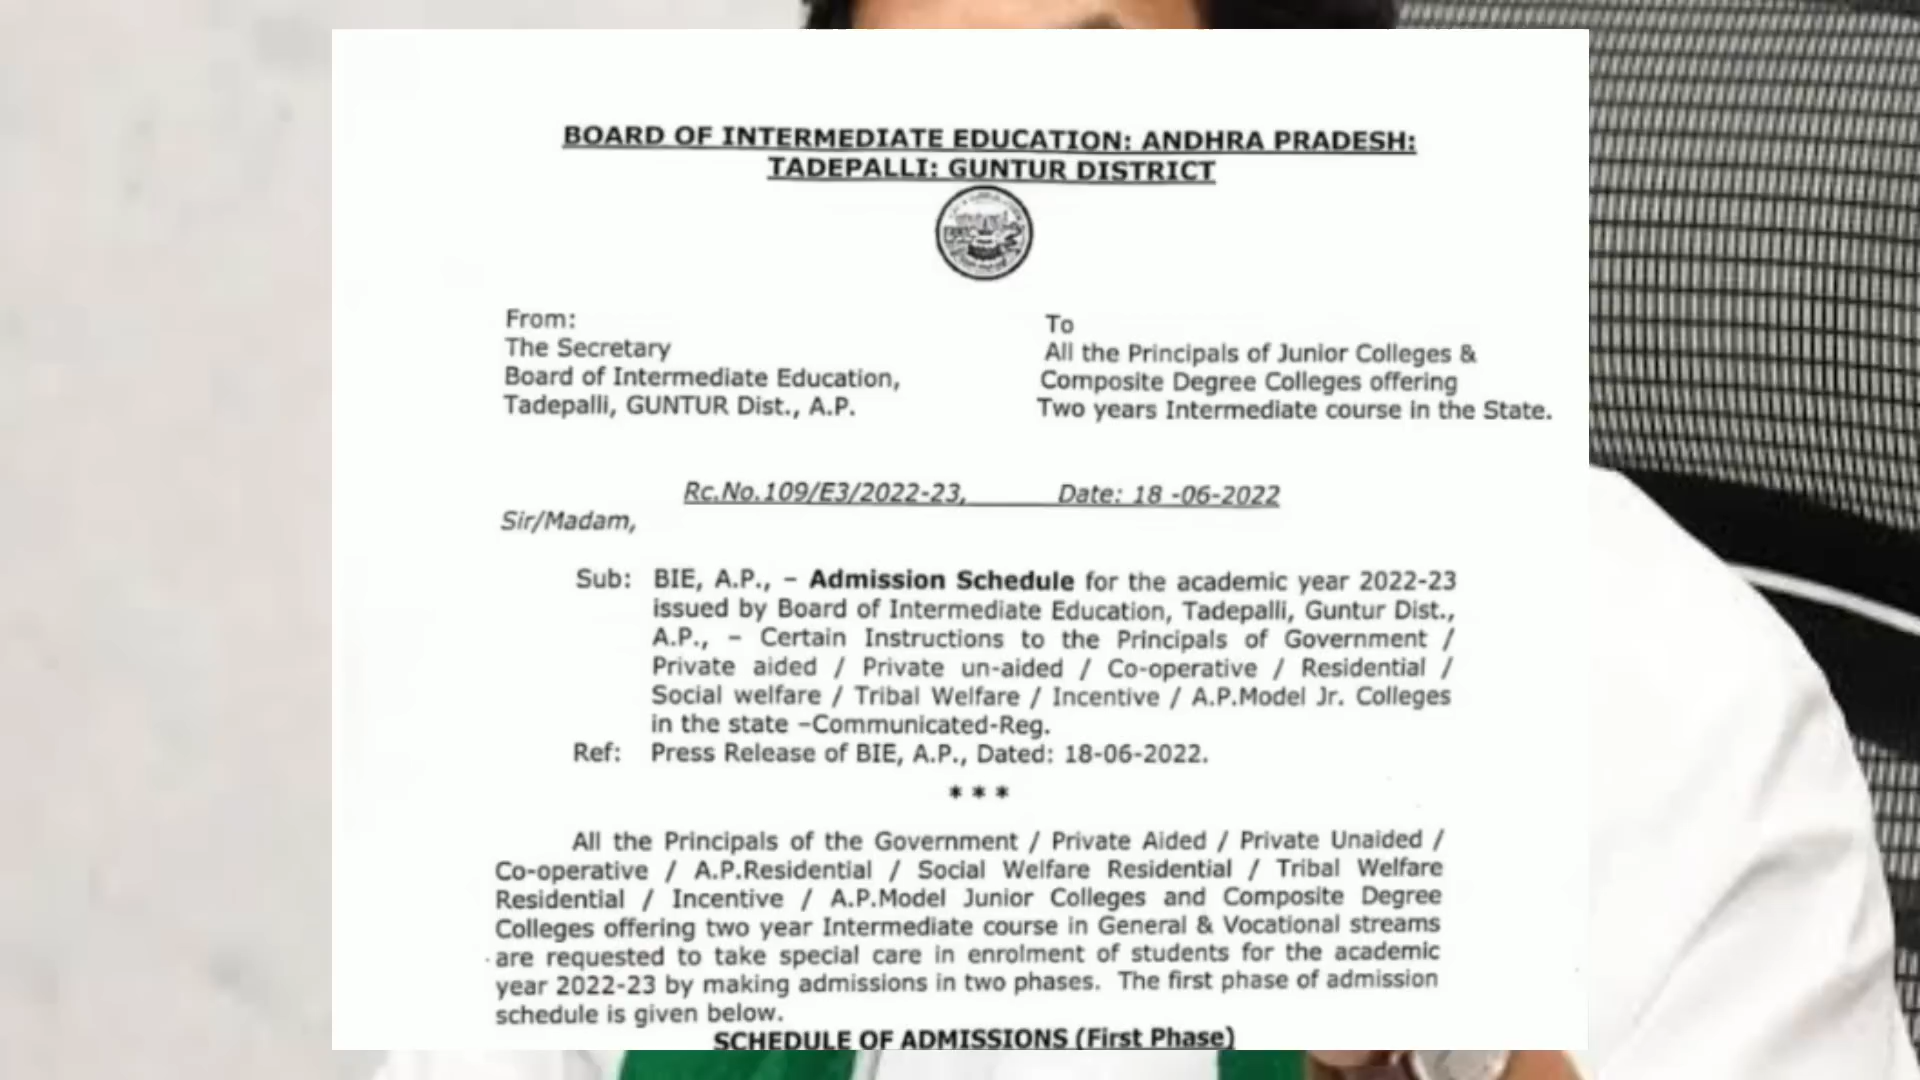 BOARD OF INTERMEDIATE EDUCATION: ANDHRA PRADESH:
TADEPALLI: GUNTUR DISTRICT
From:
The Secretary
Board of Intermediate Education,
Tadepalli, GUNTUR Dist., A.P.
To
All the Principals of Junior Colleges &
Composite Degree Colleges offering
Two years Intermediate course in the State.
Rc.No.109/E3/2022-23, Date: 18 -06-2022
Sir/Madam,
Sub: BIE, A.P., – Admission Schedule for the academic year 2022-23
issued by Board of Intermediate Education, Tadepalli, Guntur Dist.,
A.P., – Certain Instructions to the Principals of Government /
Private aided / Private un-aided / Co-operative / Residential /
Social welfare / Tribal Welfare / Incentive / A.P.Model Jr. Colleges
in the state –Communicated-Reg.
Ref: Press Release of BIE, A.P., Dated: 18-06-2022.
* * *
All the Principals of the Government / Private Aided / Private Unaided /
Co-operative / A.P.Residential / Social Welfare Residential / Tribal Welfare
Residential / Incentive / A.P.Model Junior Colleges and Composite Degree
Colleges offering two year Intermediate course in General & Vocational streams
are requested to take special care in enrolment of students for the academic
year 2022-23 by making admissions in two phases. The first phase of admission
schedule is given below.
SCHEDULE OF ADMISSIONS (First Phase)